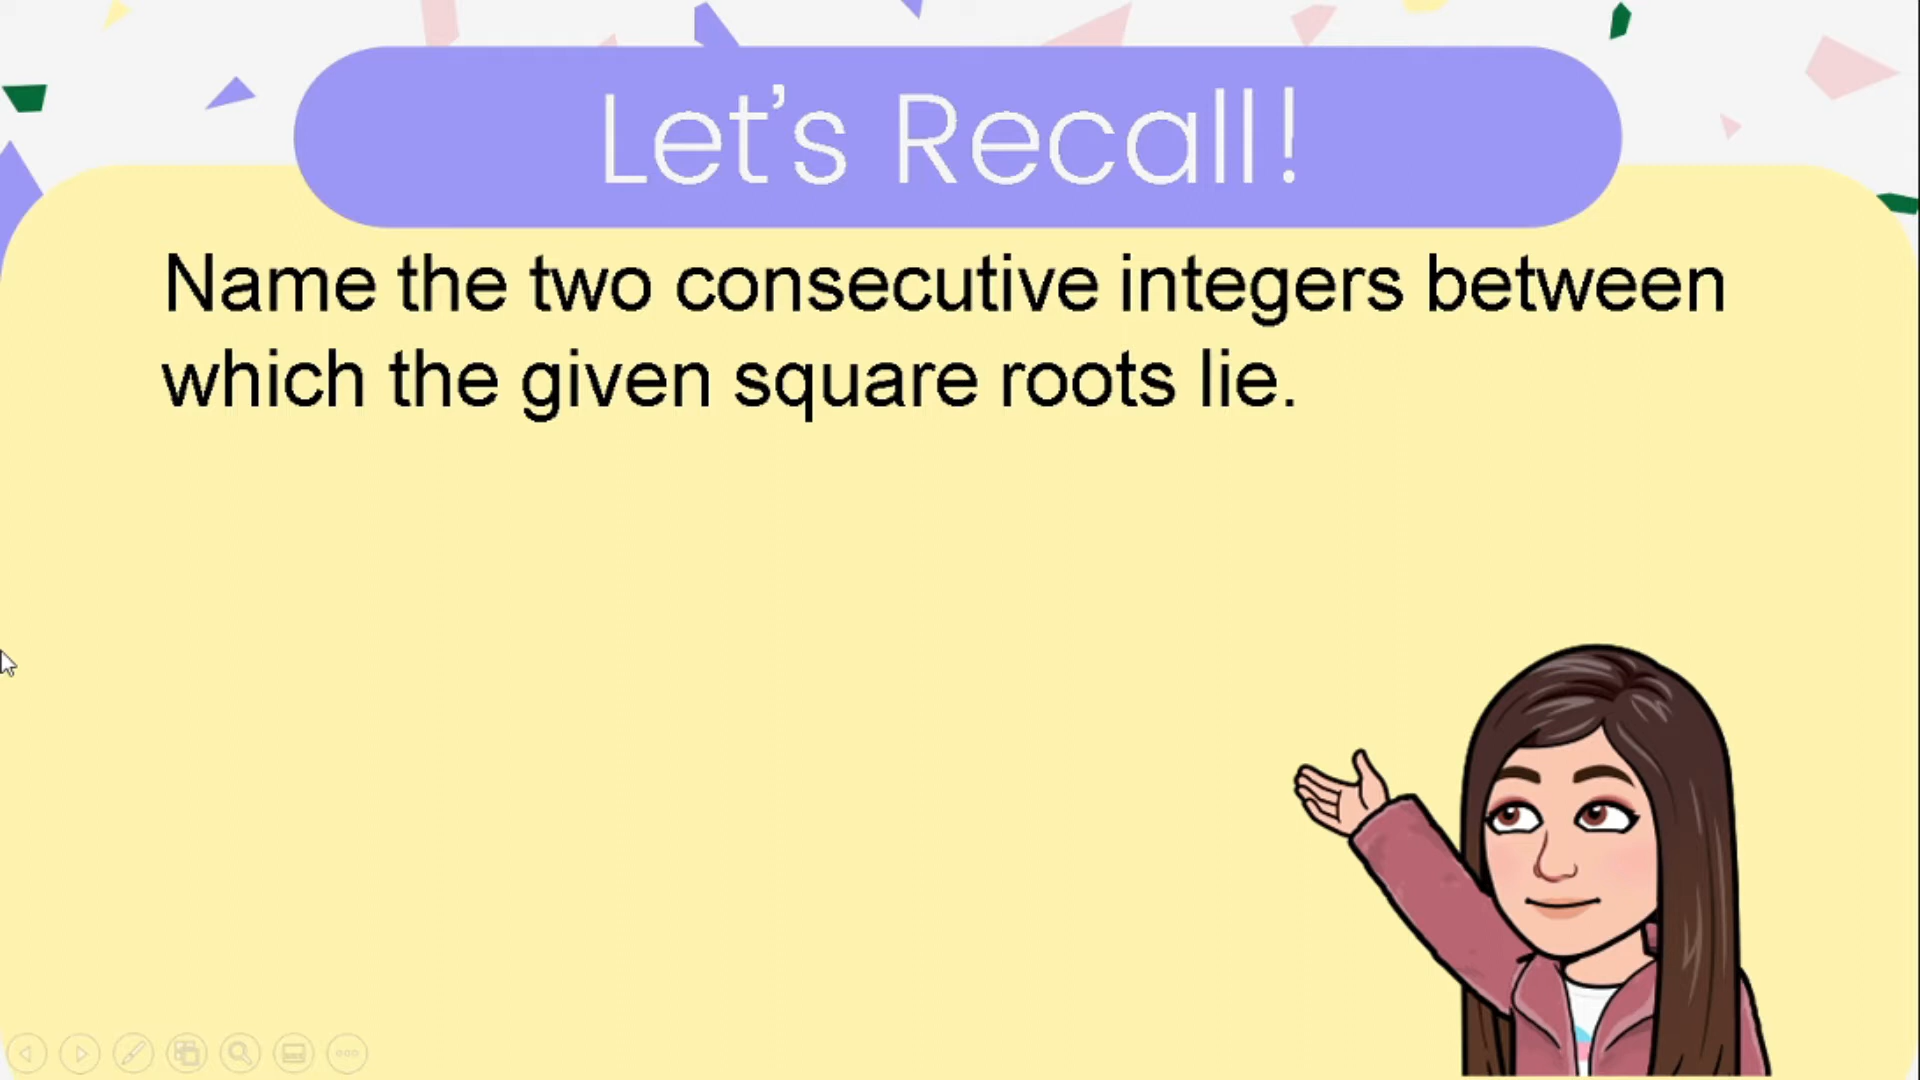 Let’s Recall!
Name the two consecutive integers between
which the given square roots lie.